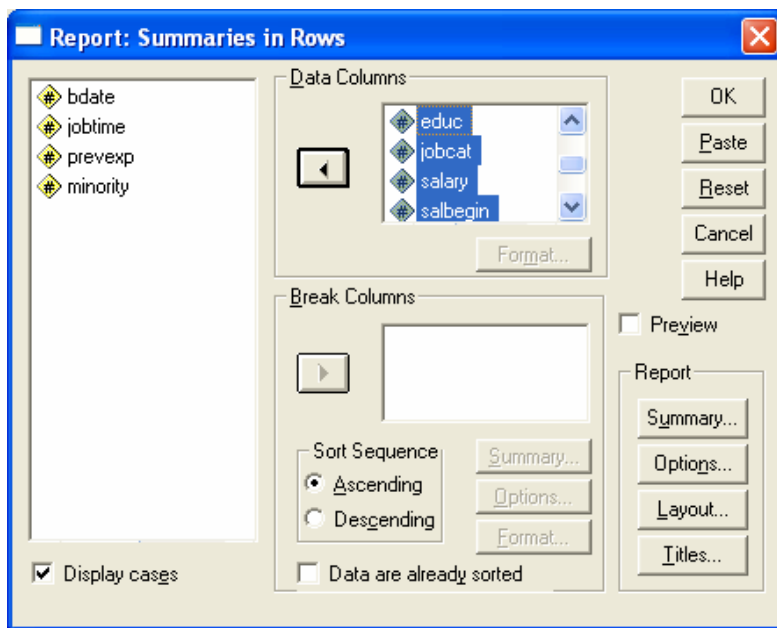 Report: Summaries in Rows
bdate
jobtime
prevexp
minority
Display cases
Data Columns
educ
jobcat
salary
salbegin
Format...
Break Columns
Sort Sequence
Ascending
Descending
Summary...
Options...
Format...
Data are already sorted
OK
Paste
Reset
Cancel
Help
Preview
Report
Summary...
Options...
Layout...
Titles...